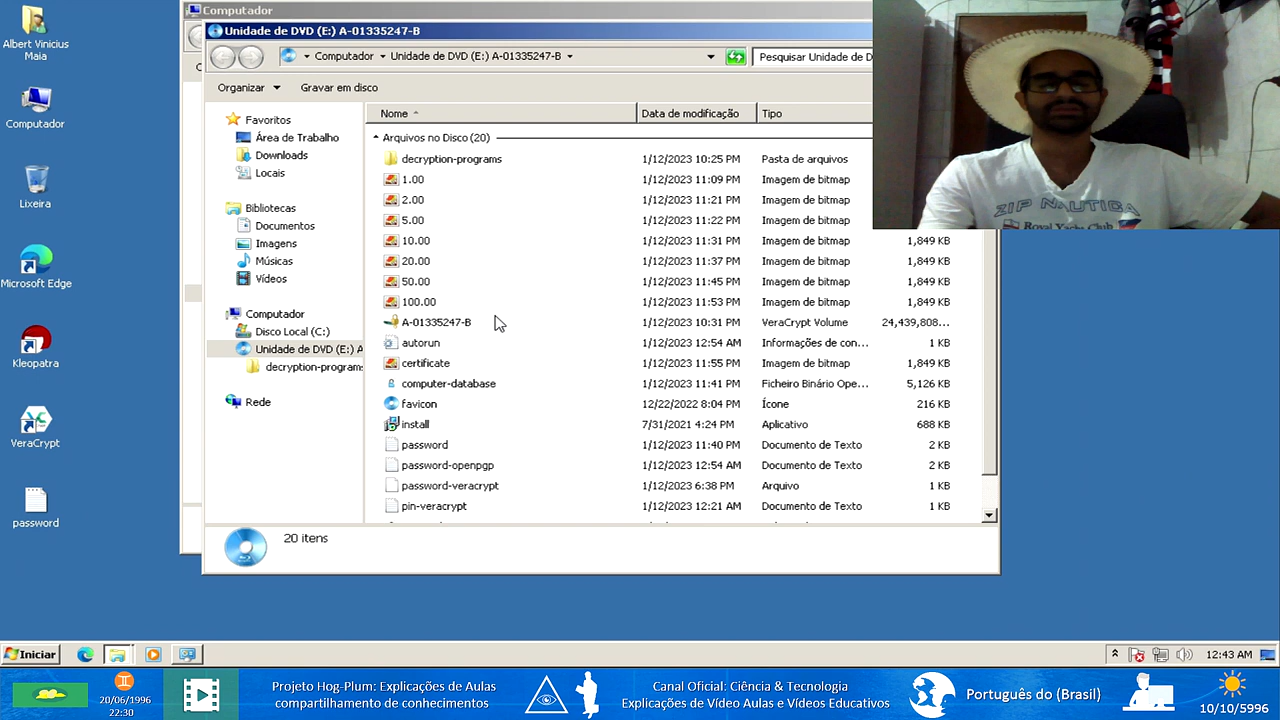 Albert Vinicius
Maia
Computador
Lixeira
Microsoft Edge
Kleopatra
VeraCrypt
password
Computador
Unidade de DVD (E:) A-01335247-B
Computador Unidade de DVD (E:) A-01335247-B
Pesquisar Unidade de D
Organizar Gravar em disco
Favoritos
Área de Trabalho
Downloads
Locais
Bibliotecas
Documentos
Imagens
Músicas
Vídeos
Computador
Disco Local (C:)
Unidade de DVD (E:) A
decryption-programs
Rede
Nome Data de modificação Tipo
Arquivos no Disco (20)
decryption-programs 1/12/2023 10:25 PM Pasta de arquivos
1.00 1/12/2023 11:09 PM Imagem de bitmap
2.00 1/12/2023 11:21 PM Imagem de bitmap
5.00 1/12/2023 11:22 PM Imagem de bitmap
10.00 1/12/2023 11:31 PM Imagem de bitmap 1,849 KB
20.00 1/12/2023 11:37 PM Imagem de bitmap 1,849 KB
50.00 1/12/2023 11:45 PM Imagem de bitmap 1,849 KB
100.00 1/12/2023 11:53 PM Imagem de bitmap 1,849 KB
A-01335247-B 1/12/2023 10:31 PM VeraCrypt Volume 24,439,808...
autorun 1/12/2023 12:54 AM Informações de con... 1 KB
certificate 1/12/2023 11:55 PM Imagem de bitmap 1,849 KB
computer-database 1/12/2023 11:41 PM Ficheiro Binário Ope... 5,126 KB
favicon 12/22/2022 8:04 PM Ícone 216 KB
install 7/31/2021 4:24 PM Aplicativo 688 KB
password 1/12/2023 11:40 PM Documento de Texto 2 KB
password-openpgp 1/12/2023 12:54 AM Documento de Texto 2 KB
password-veracrypt 1/12/2023 6:38 PM Arquivo 1 KB
pin-veracrypt 1/12/2023 12:21 AM Documento de Texto 1 KB
20 itens
ZIP NAUTICA
Royal Yacht Club
Iniciar
12:43 AM
20/06/1996
22:30
Projeto Hog-Plum: Explicações de Aulas
compartilhamento de conhecimentos
Canal Oficial: Ciência & Tecnologia
Explicações de Vídeo Aulas e Vídeos Educativos
Português do (Brasil)
10/10/5996